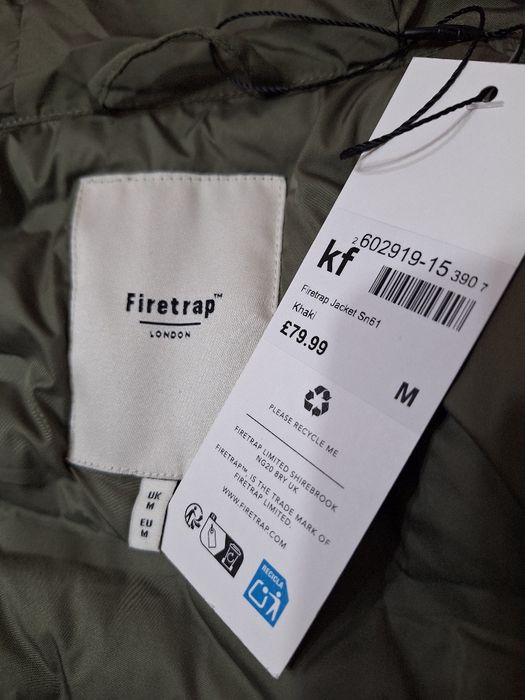 Firetrap™
LONDON
UK
M
EU
M
kf
2 602919-15 390 7
Firetrap Jacket Sn61
Khaki
£79.99
M
PLEASE RECYCLE ME
FIRETRAP LIMITED SHIREBROOK
NG20 8RY UK
FIRETRAP™, IS THE TRADE MARK OF
FIRETRAP LIMITED.
WWW.FIRETRAP.COM
RECICLA